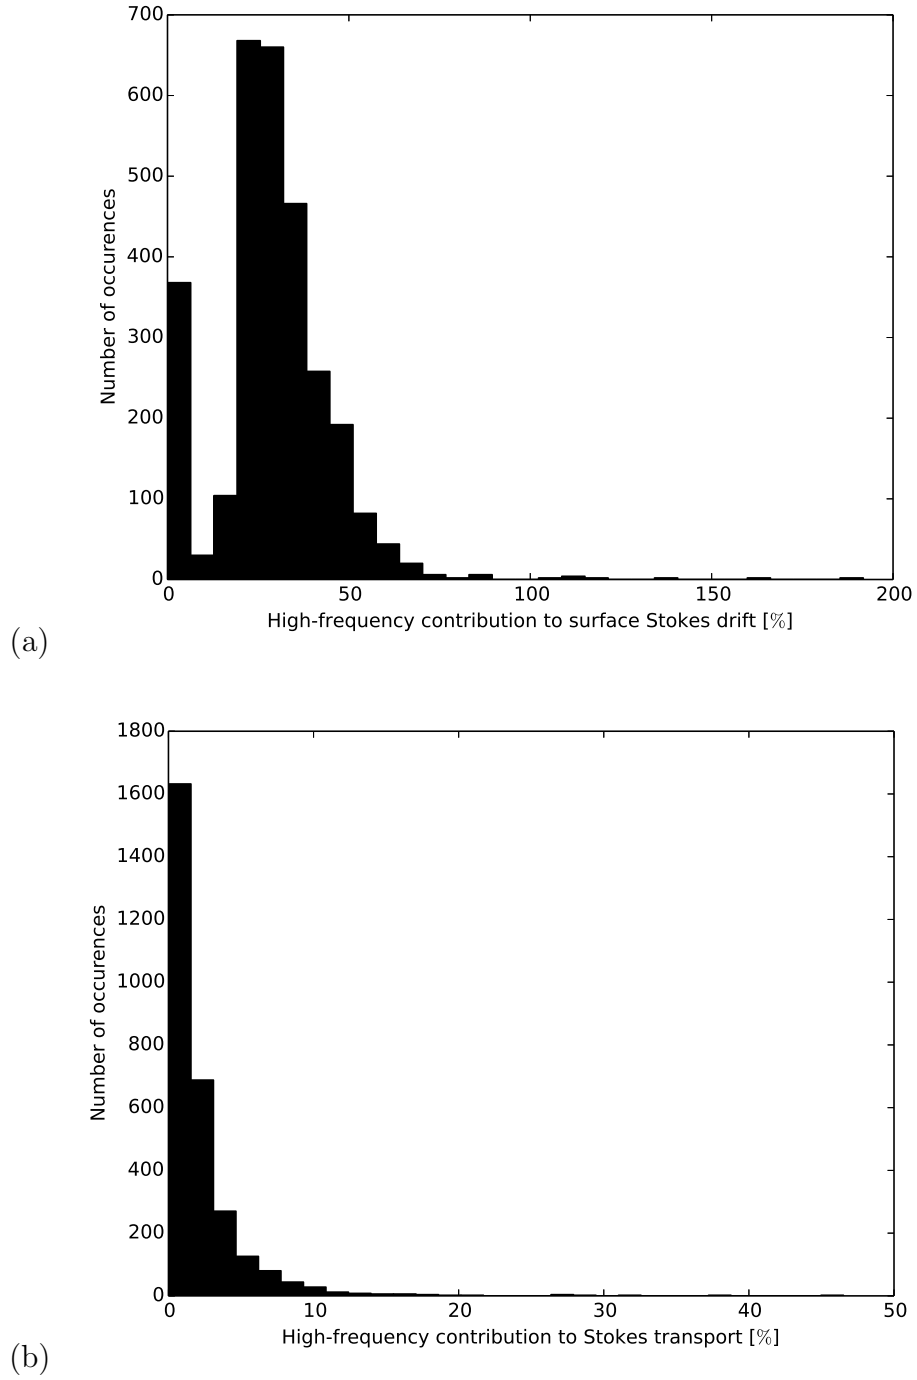 700
600
500
400
300
200
100
0
Number of occurences
0 50 100 150 200
High-frequency contribution to surface Stokes drift [%]
(a)
1800
1600
1400
1200
1000
800
600
400
200
0
Number of occurences
0 10 20 30 40 50
High-frequency contribution to Stokes transport [%]
(b)